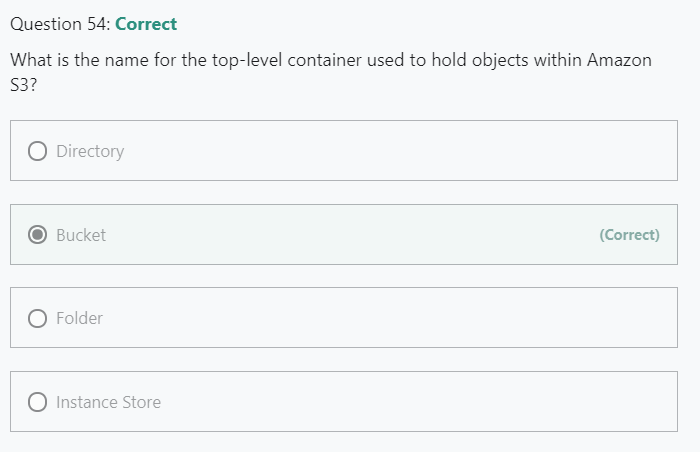 Question 54: Correct
What is the name for the top-level container used to hold objects within Amazon
S3?
Directory
Bucket (Correct)
Folder
Instance Store